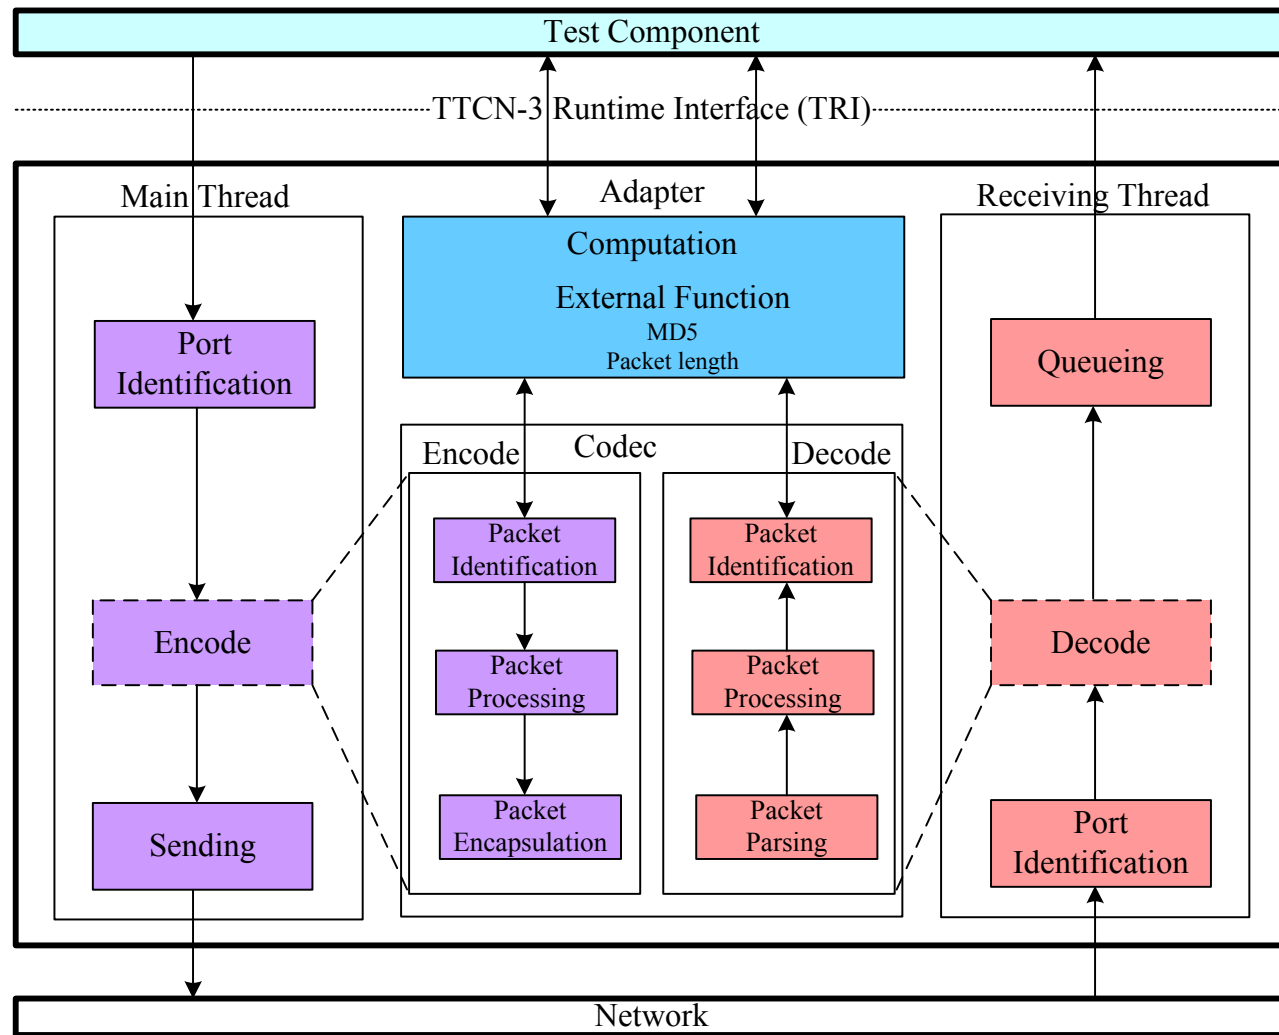 Test Component
TTCN-3 Runtime Interface (TRI)
Main Thread
Adapter
Receiving Thread
Port
Identification
Encode
Sending
Computation
External Function
MD5
Packet length
Codec
Encode
Decode
Packet
Identification
Packet
Processing
Packet
Encapsulation
Packet
Identification
Packet
Processing
Packet
Parsing
Queueing
Decode
Port
Identification
Network